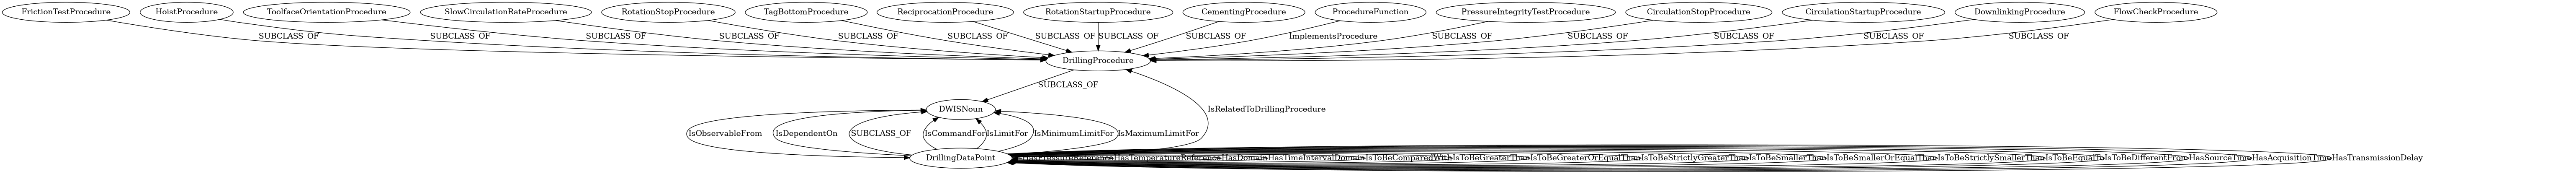 FrictionTestProcedure
HoistProcedure
ToolfaceOrientationProcedure
SlowCirculationRateProcedure
RotationStopProcedure
TagBottomProcedure
ReciprocationProcedure
RotationStartupProcedure
CementingProcedure
ProcedureFunction
PressureIntegrityTestProcedure
CirculationStopProcedure
CirculationStartupProcedure
DownlinkingProcedure
FlowCheckProcedure
SUBCLASS_OF
SUBCLASS_OF
SUBCLASS_OF
SUBCLASS_OF
SUBCLASS_OF
SUBCLASS_OF
SUBCLASS_OF
SUBCLASS_OF
SUBCLASS_OF
ImplementsProcedure
SUBCLASS_OF
SUBCLASS_OF
SUBCLASS_OF
SUBCLASS_OF
SUBCLASS_OF
DrillingProcedure
SUBCLASS_OF
DWISNoun
IsRelatedToDrillingProcedure
IsObservableFrom
IsDependentOn
SUBCLASS_OF
IsCommandFor
IsLimitFor
IsMinimumLimitFor
IsMaximumLimitFor
DrillingDataPoint
HasPressureReference
HasTemperatureReference
HasDomain
HasTimeIntervalDomain
IsToBeComparedWith
IsToBeGreaterThan
IsToBeGreaterOrEqualThan
IsToBeStrictlyGreaterThan
IsToBeSmallerThan
IsToBeSmallerOrEqualThan
IsToBeStrictlySmallerThan
IsToBeEqualTo
IsToBeDifferentFrom
HasSourceTime
HasAcquisitionTime
HasTransmissionDelay